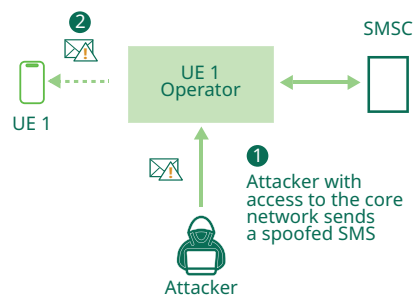 2
SMSC
UE 1
Operator
UE 1
1
Attacker with
access to the core
network sends
a spoofed SMS
Attacker